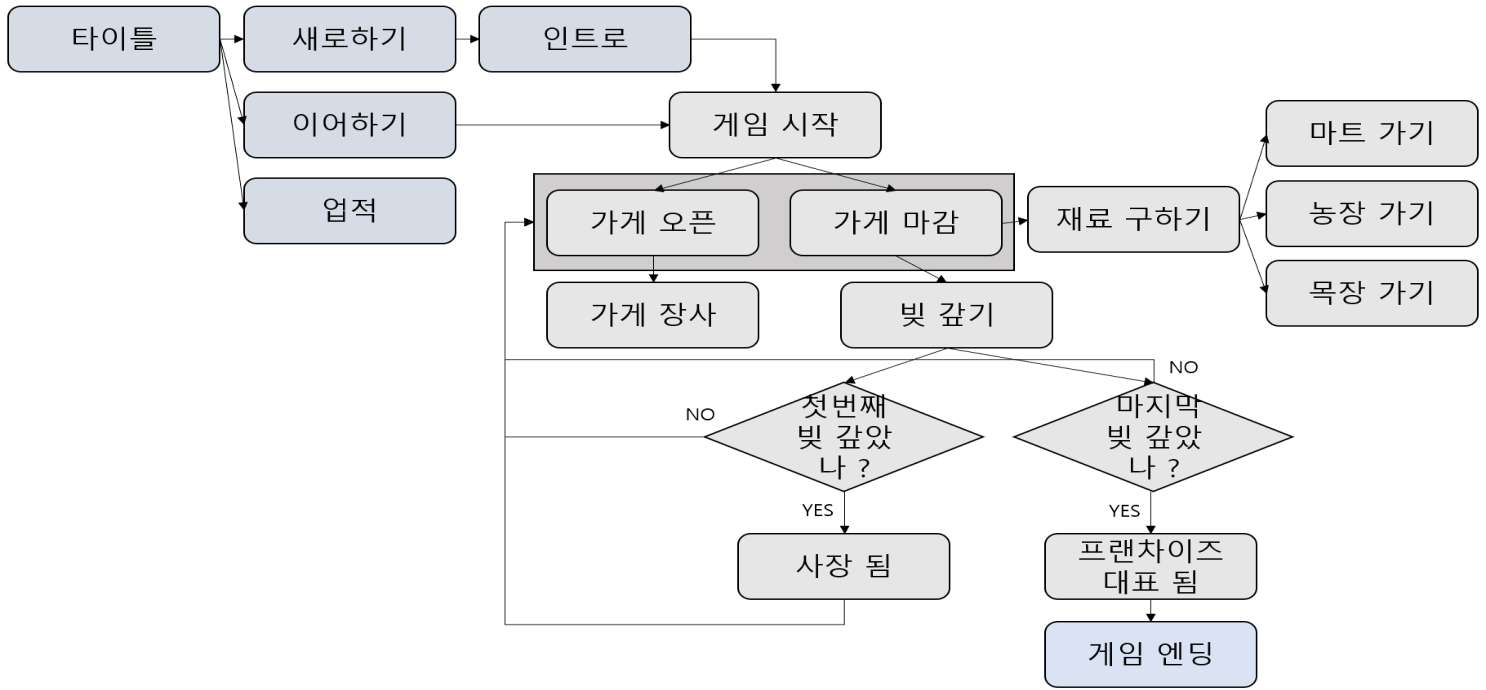 타이틀
새로하기
인트로
이어하기
게임 시작
업적
가게 오픈
가게 마감
재료 구하기
마트 가기
농장 가기
목장 가기
가게 장사
빚 갚기
NO
첫번째
빚 갚았
나 ?
NO
마지막
빚 갚았
나 ?
YES
YES
사장 됨
프랜차이즈
대표 됨
게임 엔딩